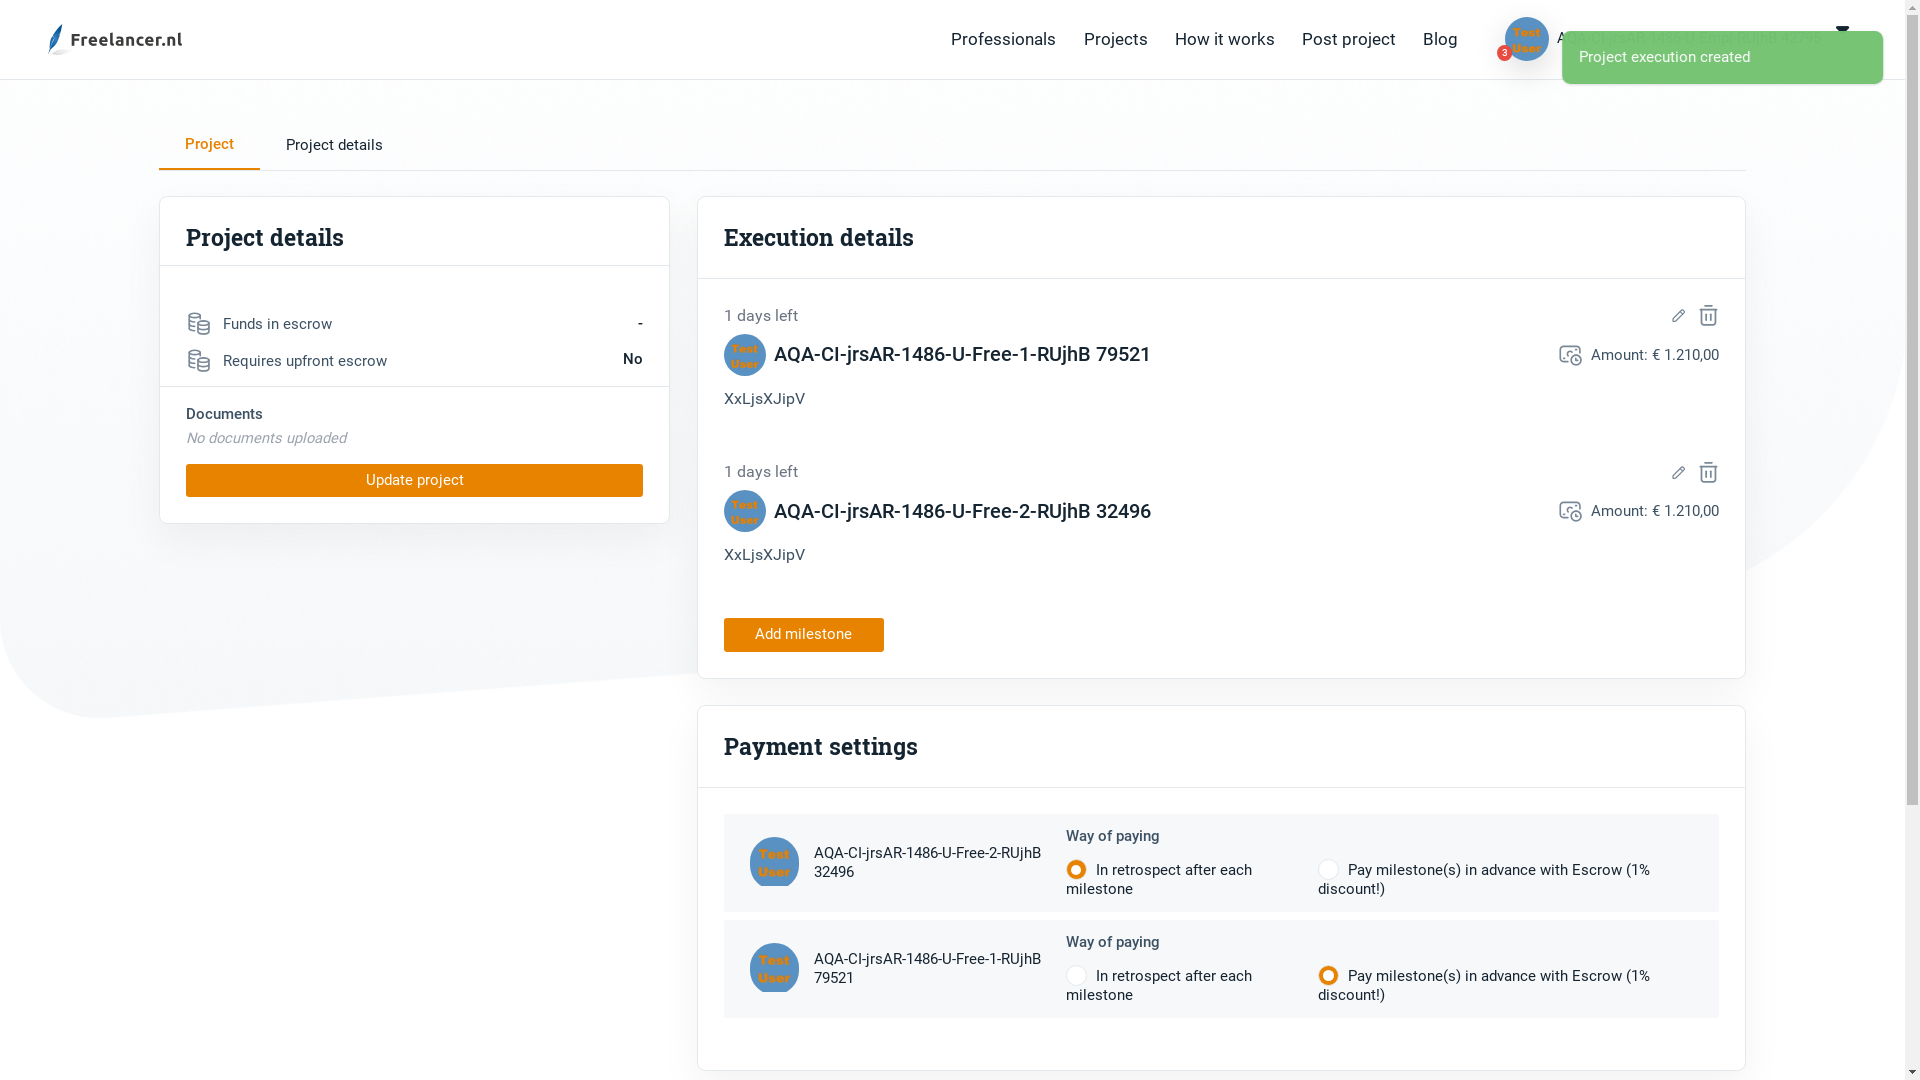 Freelancer.nl
Professionals
Projects
How it works
Post project
Blog
Test
User
3
Project execution created
Project
Project details
Project details
Funds in escrow
-
Requires upfront escrow
No
Documents
No documents uploaded
Update project
Execution details
1 days left
Test
User
AQA-CI-jrsAR-1486-U-Free-1-RUjhB 79521
Amount: € 1.210,00
XxLjsXJipV
1 days left
Test
User
AQA-CI-jrsAR-1486-U-Free-2-RUjhB 32496
Amount: € 1.210,00
XxLjsXJipV
Add milestone
Payment settings
Test
User
AQA-CI-jrsAR-1486-U-Free-2-RUjhB
32496
Way of paying
In retrospect after each
milestone
Pay milestone(s) in advance with Escrow (1%
discount!)
Test
User
AQA-CI-jrsAR-1486-U-Free-1-RUjhB
79521
Way of paying
In retrospect after each
milestone
Pay milestone(s) in advance with Escrow (1%
discount!)